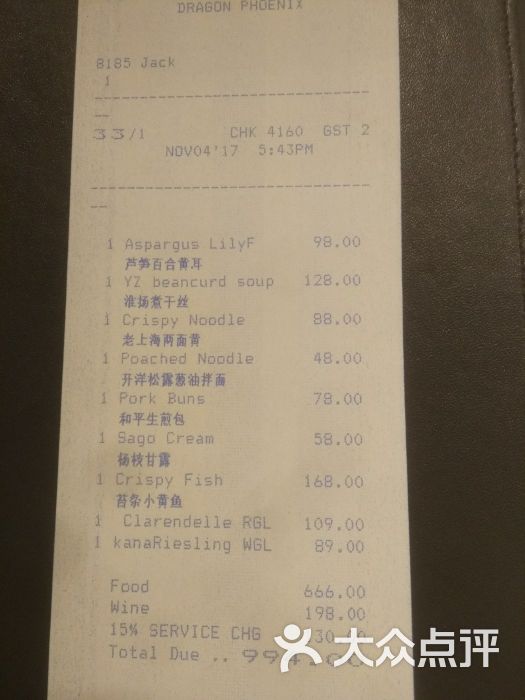 DRAGON PHOENIX
8185 Jack
1
33/1 CHK 4160 GST 2
NOV04'17 5:43PM
1 Aspargus LilyF 98.00
芦笋百合黄耳
1 YZ beancurd soup 128.00
淮扬煮干丝
1 Crispy Noodle 88.00
老上海两面黄
1 Poached Noodle 48.00
开洋松露葱油拌面
1 Pork Buns 78.00
和平生煎包
1 Sago Cream 58.00
杨枝甘露
1 Crispy Fish 168.00
苔条小黄鱼
1 Clarendelle RGL 109.00
1 kanaRiesling WGL 89.00
Food 666.00
Wine 198.00
15% SERVICE CHG
Total Due ..
大众点评